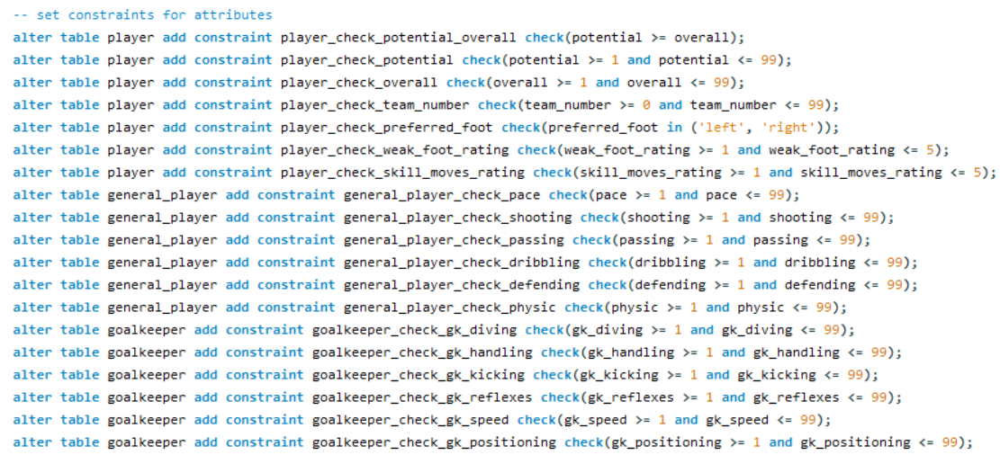 -- set constraints for attributes
alter table player add constraint player_check_potential_overall check(potential >= overall);
alter table player add constraint player_check_potential check(potential >= 1 and potential <= 99);
alter table player add constraint player_check_overall check(overall >= 1 and overall <= 99);
alter table player add constraint player_check_team_number check(team_number >= 0 and team_number <= 99);
alter table player add constraint player_check_preferred_foot check(preferred_foot in ('left', 'right'));
alter table player add constraint player_check_weak_foot_rating check(weak_foot_rating >= 1 and weak_foot_rating <= 5);
alter table player add constraint player_check_skill_moves_rating check(skill_moves_rating >= 1 and skill_moves_rating <= 5);
alter table general_player add constraint general_player_check_pace check(pace >= 1 and pace <= 99);
alter table general_player add constraint general_player_check_shooting check(shooting >= 1 and shooting <= 99);
alter table general_player add constraint general_player_check_passing check(passing >= 1 and passing <= 99);
alter table general_player add constraint general_player_check_dribbling check(dribbling >= 1 and dribbling <= 99);
alter table general_player add constraint general_player_check_defending check(defending >= 1 and defending <= 99);
alter table general_player add constraint general_player_check_physic check(physic >= 1 and physic <= 99);
alter table goalkeeper add constraint goalkeeper_check_gk_diving check(gk_diving >= 1 and gk_diving <= 99);
alter table goalkeeper add constraint goalkeeper_check_gk_handling check(gk_handling >= 1 and gk_handling <= 99);
alter table goalkeeper add constraint goalkeeper_check_gk_kicking check(gk_kicking >= 1 and gk_kicking <= 99);
alter table goalkeeper add constraint goalkeeper_check_gk_reflexes check(gk_reflexes >= 1 and gk_reflexes <= 99);
alter table goalkeeper add constraint goalkeeper_check_gk_speed check(gk_speed >= 1 and gk_speed <= 99);
alter table goalkeeper add constraint goalkeeper_check_gk_positioning check(gk_positioning >= 1 and gk_positioning <= 99);